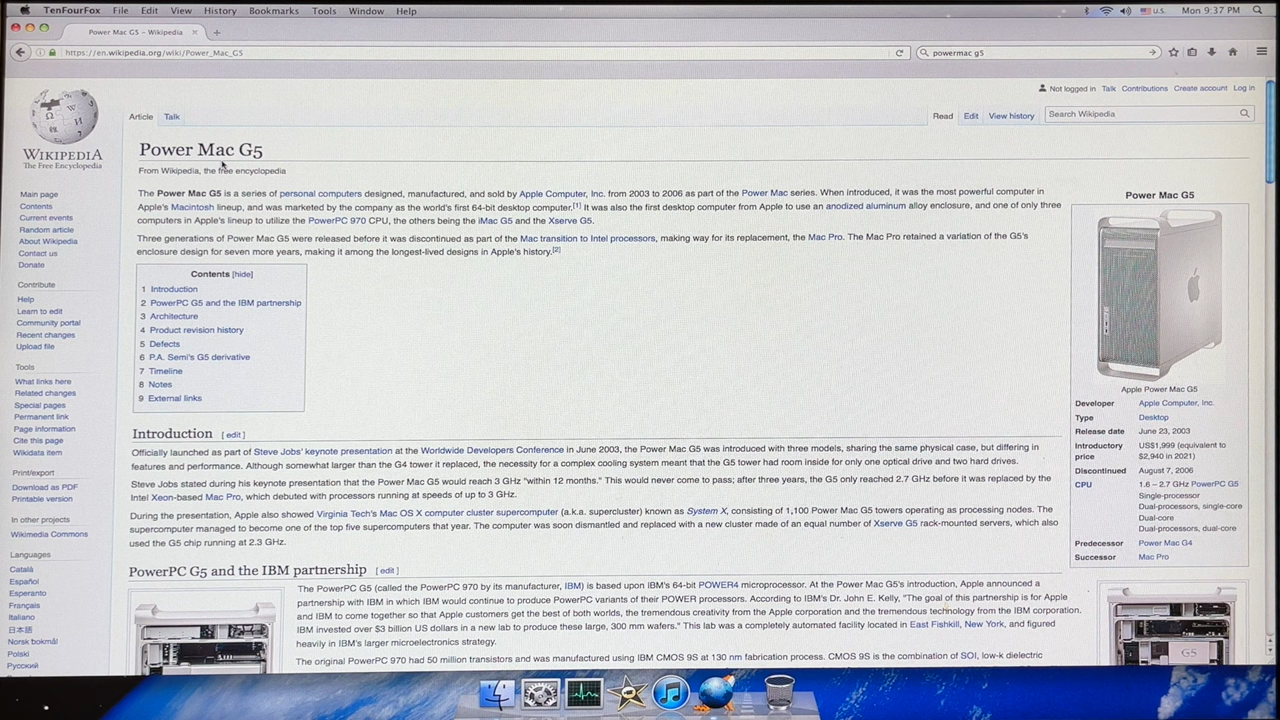 TenFourFox File Edit View History Bookmarks Tools Window Help U.S. Mon 9:37 PM
Power Mac G5 – Wikipedia × +
https://en.wikipedia.org/wiki/Power_Mac_G5
powermac g5
Not logged in Talk Contributions Create account Log in
Article Talk
Read Edit View history
Search Wikipedia
WIKIPEDIA
The Free Encyclopedia
Main page
Contents
Current events
Random article
About Wikipedia
Contact us
Donate
Contribute
Help
Learn to edit
Community portal
Recent changes
Upload file
Tools
What links here
Related changes
Special pages
Permanent link
Page information
Cite this page
Wikidata item
Print/export
Download as PDF
Printable version
In other projects
Wikimedia Commons
Languages
Català
Español
Esperanto
Français
Italiano
日本語
Norsk bokmål
Polski
Русский
Power Mac G5
From Wikipedia, the free encyclopedia
The Power Mac G5 is a series of personal computers designed, manufactured, and sold by Apple Computer, Inc. from 2003 to 2006 as part of the Power Mac series. When introduced, it was the most powerful computer in
Apple's Macintosh lineup, and was marketed by the company as the world's first 64-bit desktop computer.[1] It was also the first desktop computer from Apple to use an anodized aluminum alloy enclosure, and one of only three
computers in Apple's lineup to utilize the PowerPC 970 CPU, the others being the iMac G5 and the Xserve G5.
Three generations of Power Mac G5 were released before it was discontinued as part of the Mac transition to Intel processors, making way for its replacement, the Mac Pro. The Mac Pro retained a variation of the G5's
enclosure design for seven more years, making it among the longest-lived designs in Apple's history.[2]
Contents [hide]
1 Introduction
2 PowerPC G5 and the IBM partnership
3 Architecture
4 Product revision history
5 Defects
6 P.A. Semi's G5 derivative
7 Timeline
8 Notes
9 External links
Introduction [ edit ]
Officially launched as part of Steve Jobs' keynote presentation at the Worldwide Developers Conference in June 2003, the Power Mac G5 was introduced with three models, sharing the same physical case, but differing in
features and performance. Although somewhat larger than the G4 tower it replaced, the necessity for a complex cooling system meant that the G5 tower had room inside for only one optical drive and two hard drives.
Steve Jobs stated during his keynote presentation that the Power Mac G5 would reach 3 GHz "within 12 months." This would never come to pass; after three years, the G5 only reached 2.7 GHz before it was replaced by the
Intel Xeon-based Mac Pro, which debuted with processors running at speeds of up to 3 GHz.
During the presentation, Apple also showed Virginia Tech's Mac OS X computer cluster supercomputer (a.k.a. supercluster) known as System X, consisting of 1,100 Power Mac G5 towers operating as processing nodes. The
supercomputer managed to become one of the top five supercomputers that year. The computer was soon dismantled and replaced with a new cluster made of an equal number of Xserve G5 rack-mounted servers, which also
used the G5 chip running at 2.3 GHz.
PowerPC G5 and the IBM partnership [ edit ]
The PowerPC G5 (called the PowerPC 970 by its manufacturer, IBM) is based upon IBM's 64-bit POWER4 microprocessor. At the Power Mac G5's introduction, Apple announced a
partnership with IBM in which IBM would continue to produce PowerPC variants of their POWER processors. According to IBM's Dr. John E. Kelly, "The goal of this partnership is for Apple
and IBM to come together so that Apple customers get the best of both worlds, the tremendous creativity from the Apple corporation and the tremendous technology from the IBM corporation.
IBM invested over $3 billion US dollars in a new lab to produce these large, 300 mm wafers." This lab was a completely automated facility located in East Fishkill, New York, and figured
heavily in IBM's larger microelectronics strategy.
The original PowerPC 970 had 50 million transistors and was manufactured using IBM CMOS 9S at 130 nm fabrication process. CMOS 9S is the combination of SOI, low-k dielectric
Power Mac G5
Apple Power Mac G5
Developer Apple Computer, Inc.
Type Desktop
Release date June 23, 2003
Introductory price US$1,999 (equivalent to $2,940 in 2021)
Discontinued August 7, 2006
CPU 1.6 – 2.7 GHz PowerPC G5
Single-processor
Dual-processors, single-core
Dual-core
Dual-processors, dual-core
Predecessor Power Mac G4
Successor Mac Pro
G5